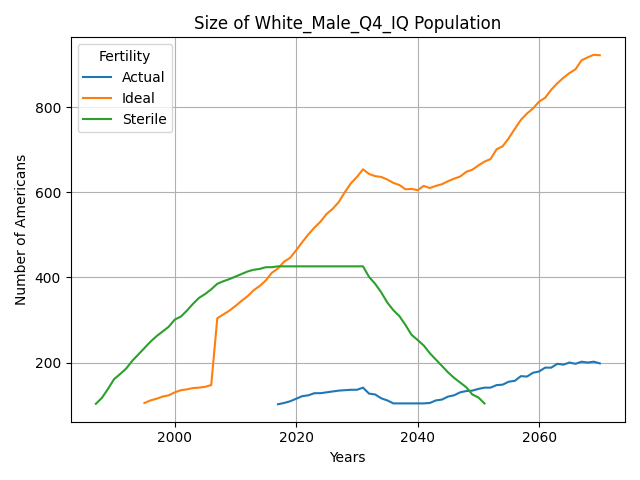 Size of White_Male_Q4_IQ Population
Fertility
Actual
Ideal
Sterile
Number of Americans
800
600
400
200
2000
2020
2040
2060
Years